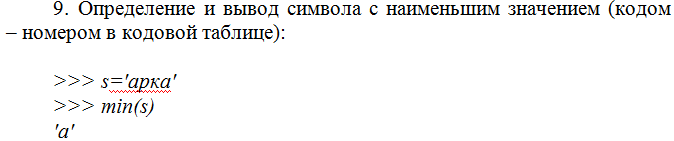 9. Определение и вывод символа с наименьшим значением (кодом
– номером в кодовой таблице):
>>> s='арка'
>>> min(s)
'а'